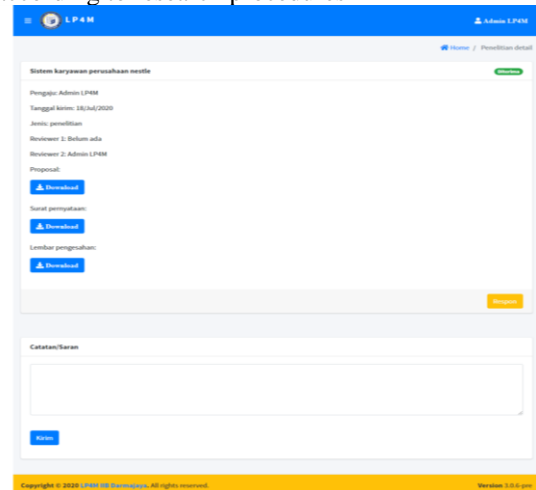 LP4M
Admin LP4M
Home / Penelitian detail
Sistem karyawan perusahaan nestle
Diterima
Pengaju: Admin LP4M
Tanggal kirim: 18/Jul/2020
Jenis: penelitian
Reviewer 1: Belum ada
Reviewer 2: Admin LP4M
Proposal:
Download
Surat pernyataan:
Download
Lembar pengesahan:
Download
Respon
Catatan/Saran
Kirim
Copyright © 2020 LP4M IIB Darmajaya. All rights reserved.
Version 3.0.6-pre